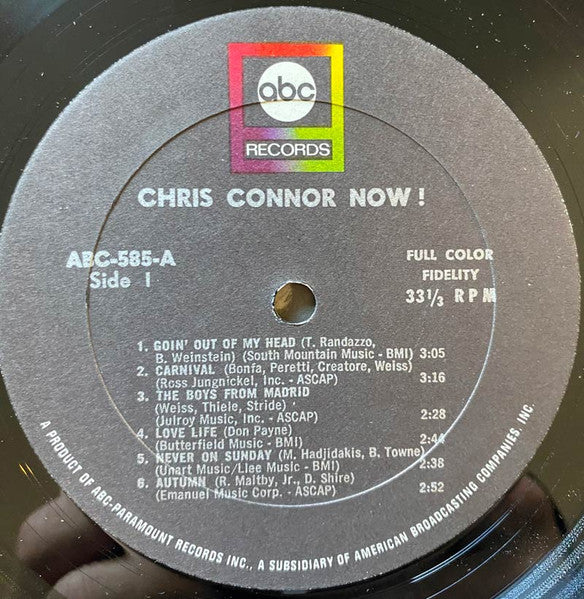 abc
RECORDS
CHRIS CONNOR NOW!
ABC-585-A
Side 1
FULL COLOR
FIDELITY
33 1/3 RPM
1. GOIN' OUT OF MY HEAD (T. Randazzo,
B. Weinstein) (South Mountain Music - BMI) 3:05
2. CARNIVAL (Bonfa, Peretti, Creatore, Weiss)
(Ross Jungnickel, Inc. - ASCAP) 3:16
3. THE BOYS FROM MADRID
(Weiss, Thiele, Stride)
(Julroy Music, Inc. - ASCAP) 2:28
4. LOVE LIFE (Don Payne)
(Butterfield Music - BMI) 2:44
5. NEVER ON SUNDAY (M. Hadjidakis, B. Towne)
(Unart Music/Llee Music - BMI) 2:38
6. AUTUMN (R. Maltby, Jr., D. Shire)
(Emanuel Music Corp. - ASCAP) 2:52
A PRODUCT OF ABC-PARAMOUNT RECORDS INC., A SUBSIDIARY OF AMERICAN BROADCASTING COMPANIES, INC.